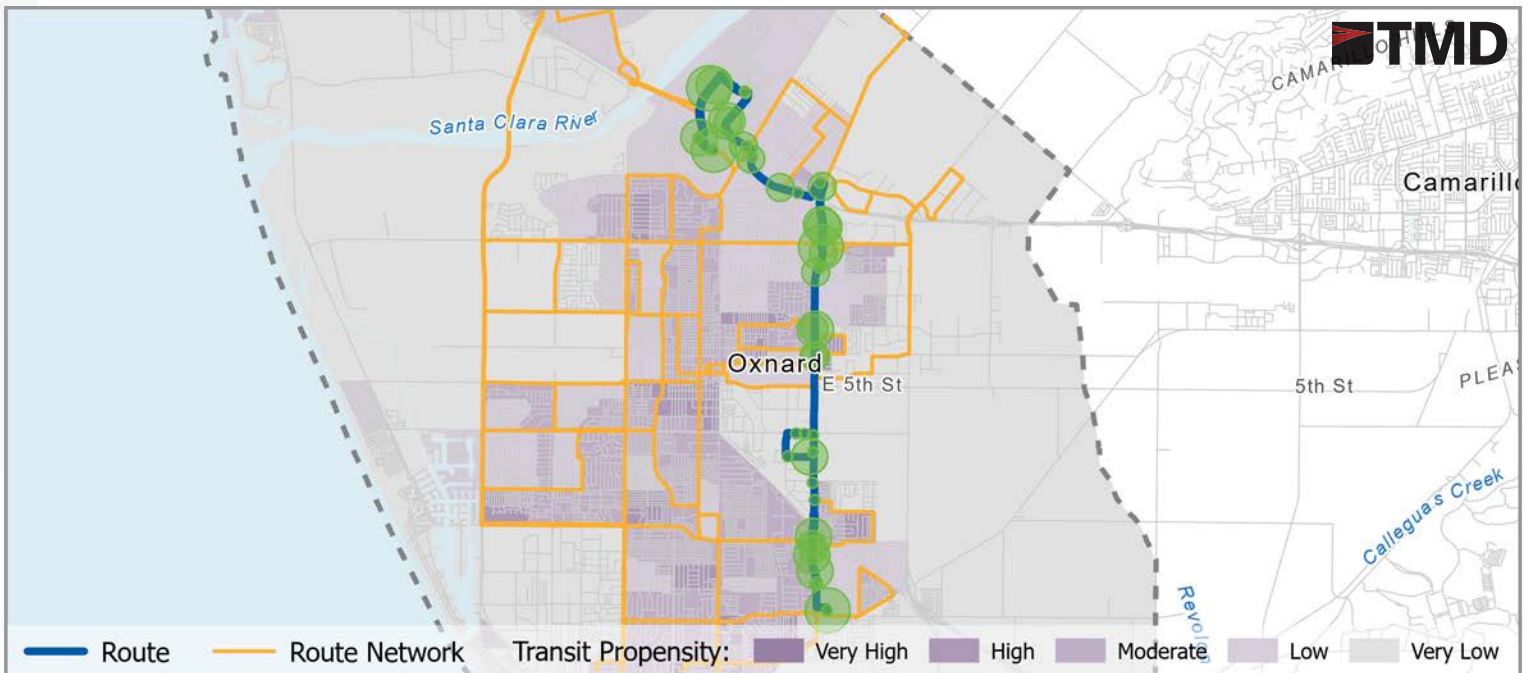 TMD
CAMARILLO HILLS
Santa Clara River
Camarillo
Oxnard
E 5th St
5th St
PLEAS
Calleguas Creek
Revolon
Route
Route Network
Transit Propensity:
Very High
High
Moderate
Low
Very Low